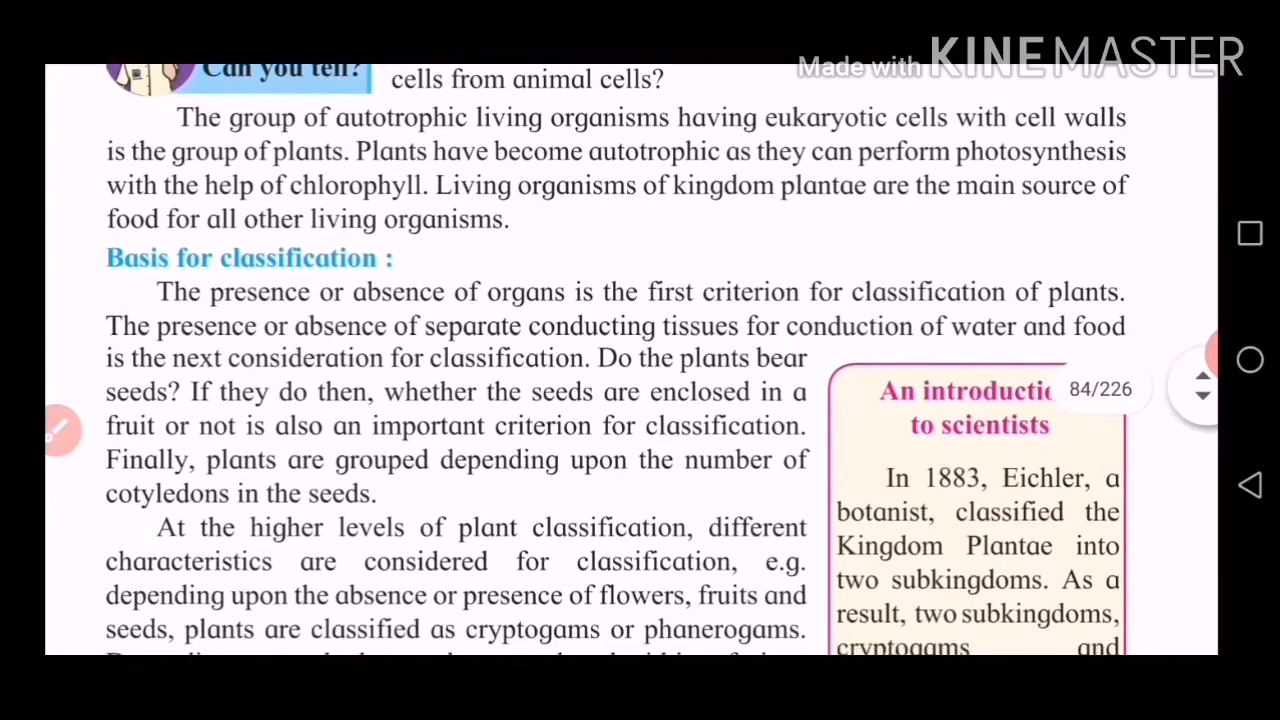 Made with KINEMASTER
Can you tell?
cells from animal cells?
The group of autotrophic living organisms having eukaryotic cells with cell walls
is the group of plants. Plants have become autotrophic as they can perform photosynthesis
with the help of chlorophyll. Living organisms of kingdom plantae are the main source of
food for all other living organisms.
Basis for classification :
The presence or absence of organs is the first criterion for classification of plants.
The presence or absence of separate conducting tissues for conduction of water and food
is the next consideration for classification. Do the plants bear
seeds? If they do then, whether the seeds are enclosed in a
fruit or not is also an important criterion for classification.
Finally, plants are grouped depending upon the number of
cotyledons in the seeds.
At the higher levels of plant classification, different
characteristics are considered for classification, e.g.
depending upon the absence or presence of flowers, fruits and
seeds, plants are classified as cryptogams or phanerogams.
An introductio
84/226
to scientists
In 1883, Eichler, a
botanist, classified the
Kingdom Plantae into
two subkingdoms. As a
result, two subkingdoms,
cryptogams and